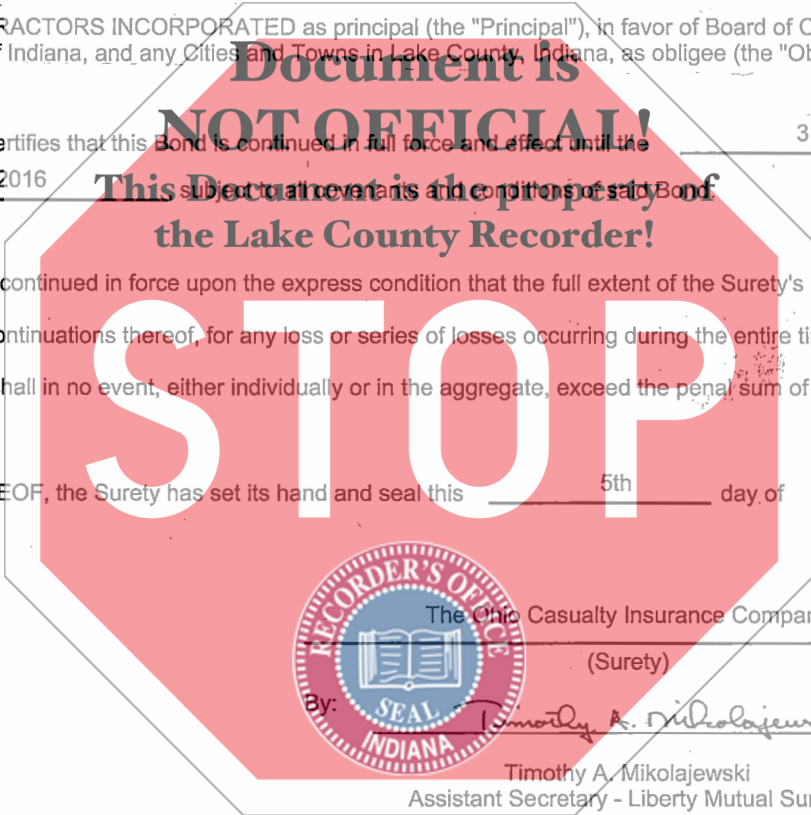 RACTORS INCORPORATED as principal (the "Principal"), in favor of Board of C
Indiana, and any Cities and Towns in Lake County, Indiana, as obligee (the "Ob
Document is
NOT OFFICIAL!
ertifies that this Bond is continued in full force and effect until the 3
2016 subject to all covenants and conditions of said Bond.
This Document is the property of
the Lake County Recorder!
continued in force upon the express condition that the full extent of the Surety's
ontinuations thereof, for any loss or series of losses occurring during the entire ti
STOP
hall in no event, either individually or in the aggregate, exceed the penal sum of
EOF, the Surety has set its hand and seal this 5th day of
RECORDER'S OFFICE
SEAL
INDIANA
The Ohio Casualty Insurance Compan
(Surety)
By: Timothy A. Mikolajews
Timothy A. Mikolajewski
Assistant Secretary - Liberty Mutual Sur